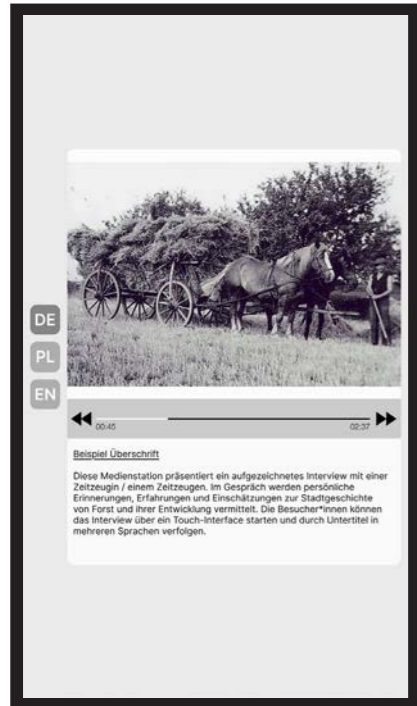 DE
PL
EN
00:45
02:37
Beispiel Überschrift
Diese Medienstation präsentiert ein aufgezeichnetes Interview mit einer
Zeitzeugin / einem Zeitzeugen. Im Gespräch werden persönliche
Erinnerungen, Erfahrungen und Einschätzungen zur Stadtgeschichte
von Forst und ihrer Entwicklung vermittelt. Die Besucher*innen können
das Interview über ein Touch-Interface starten und durch Untertitel in
mehreren Sprachen verfolgen.